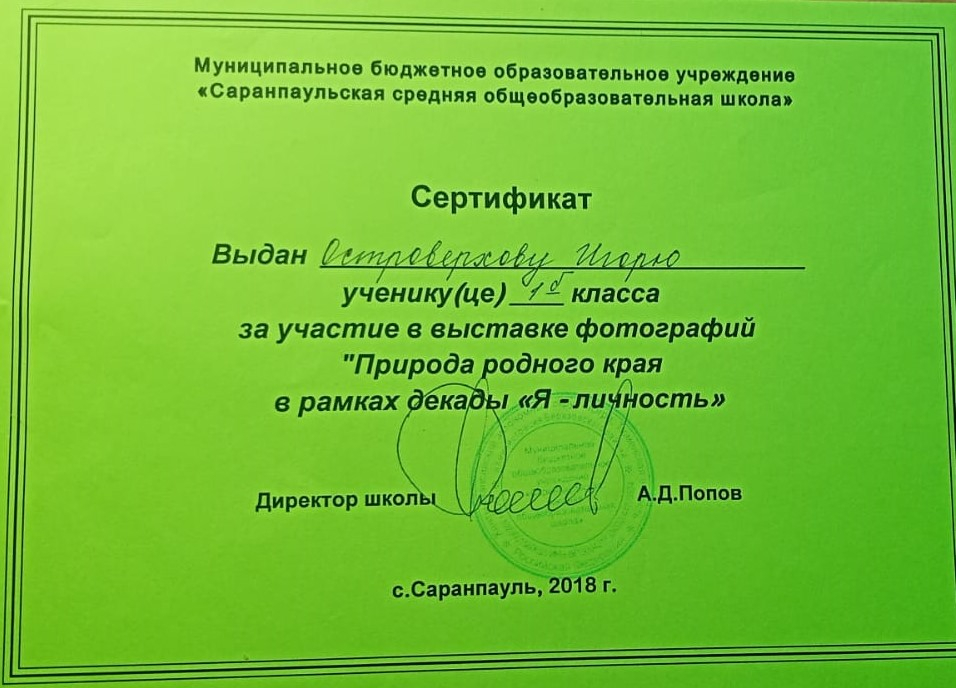 Муниципальное бюджетное образовательное учреждение
«Саранпаульская средняя общеобразовательная школа»
Сертификат
Выдан Островерхову Игорю
ученику(це) 1б класса
за участие в выставке фотографий
"Природа родного края
в рамках декады «Я - личность»
Директор школы А.Д.Попов
с.Саранпауль, 2018 г.